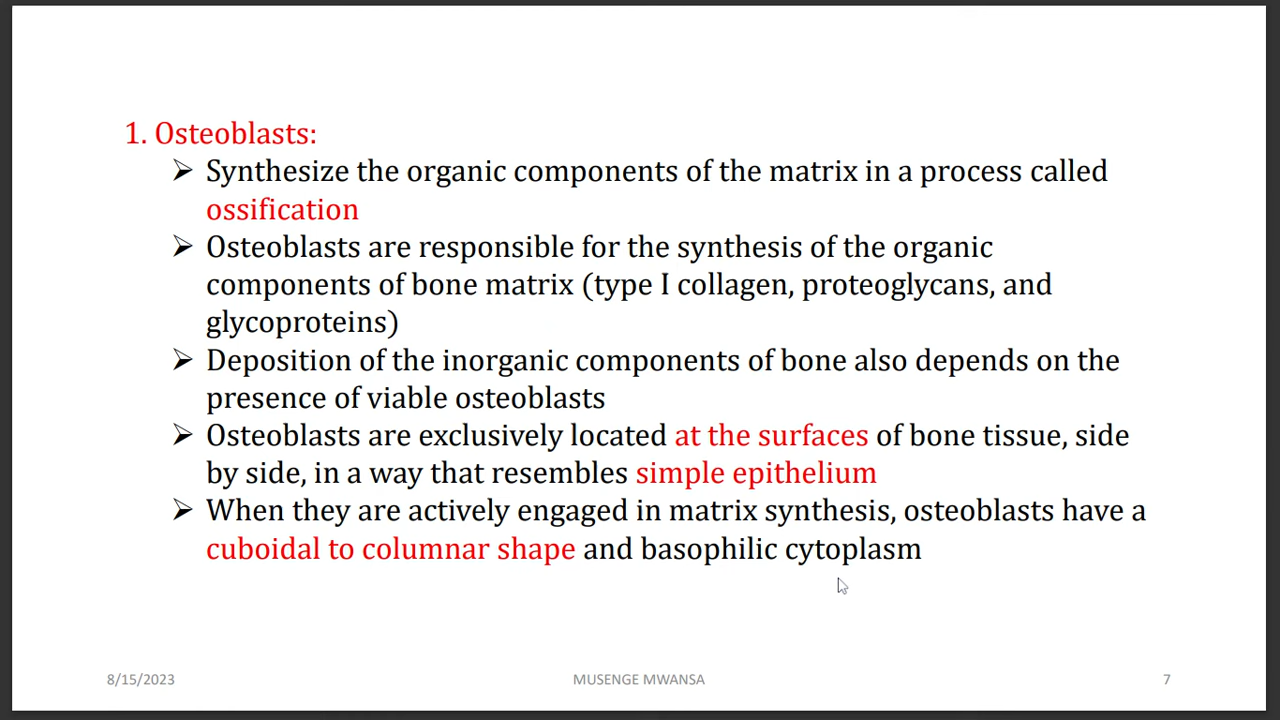 1. Osteoblasts:
➢ Synthesize the organic components of the matrix in a process called
ossification
➢ Osteoblasts are responsible for the synthesis of the organic
components of bone matrix (type I collagen, proteoglycans, and
glycoproteins)
➢ Deposition of the inorganic components of bone also depends on the
presence of viable osteoblasts
➢ Osteoblasts are exclusively located at the surfaces of bone tissue, side
by side, in a way that resembles simple epithelium
➢ When they are actively engaged in matrix synthesis, osteoblasts have a
cuboidal to columnar shape and basophilic cytoplasm
8/15/2023 MUSENGE MWANSA 7